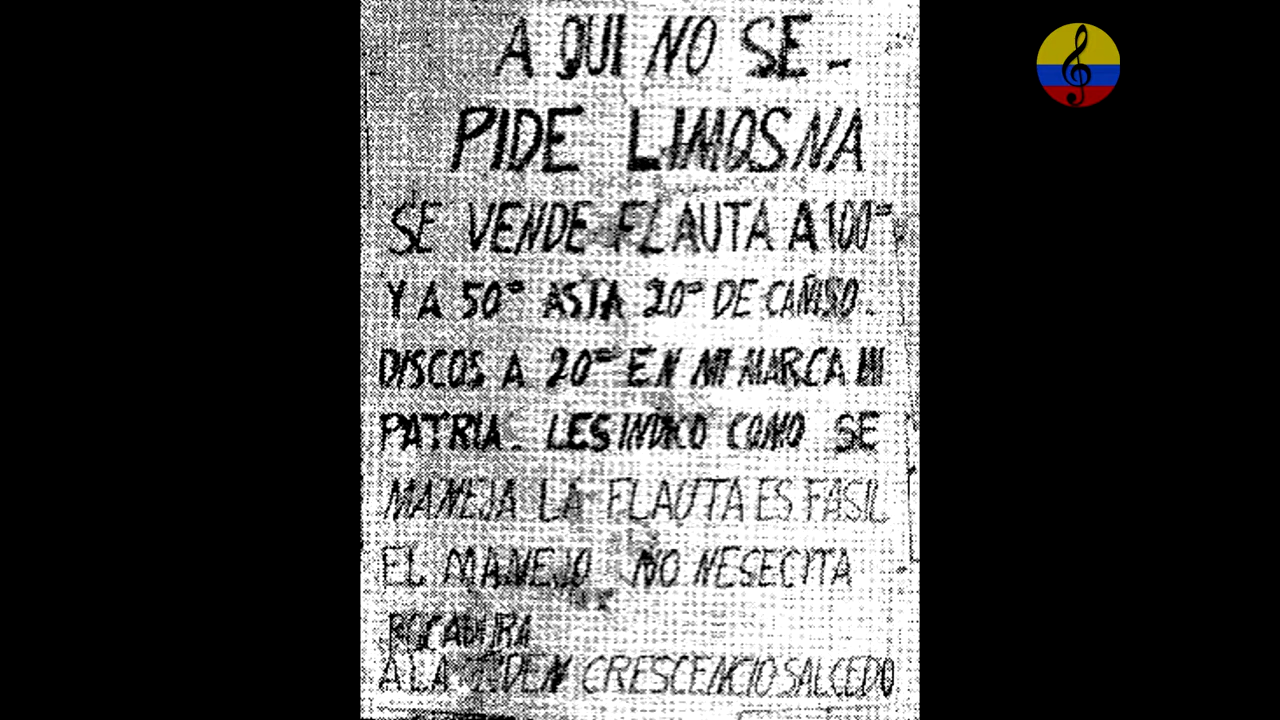 A QUI NO SE -
PIDE LIMOSNA
SE VENDE FLAUTA A 100=
Y A 50= ASTA 20= DE CAÑISO.
DISCOS A 20= EN MI MARCA MI
PATRIA. LES INDICO COMO SE
MANEJA LA FLAUTA ES FASIL
EL MANEJO NO NESECITA
BOCADURA
A LA CRESCENCIO SALCEDO